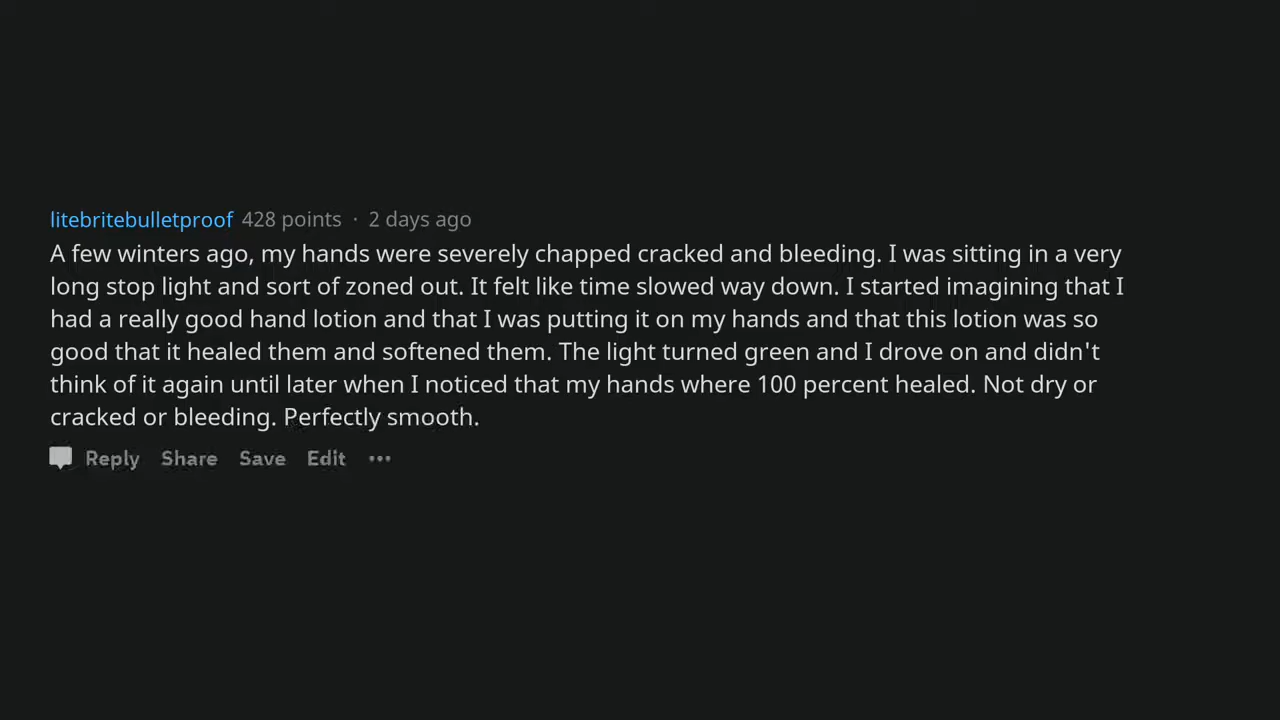 litebritebulletproof 428 points · 2 days ago
A few winters ago, my hands were severely chapped cracked and bleeding. I was sitting in a very
long stop light and sort of zoned out. It felt like time slowed way down. I started imagining that I
had a really good hand lotion and that I was putting it on my hands and that this lotion was so
good that it healed them and softened them. The light turned green and I drove on and didn't
think of it again until later when I noticed that my hands where 100 percent healed. Not dry or
cracked or bleeding. Perfectly smooth.
Reply Share Save Edit ···